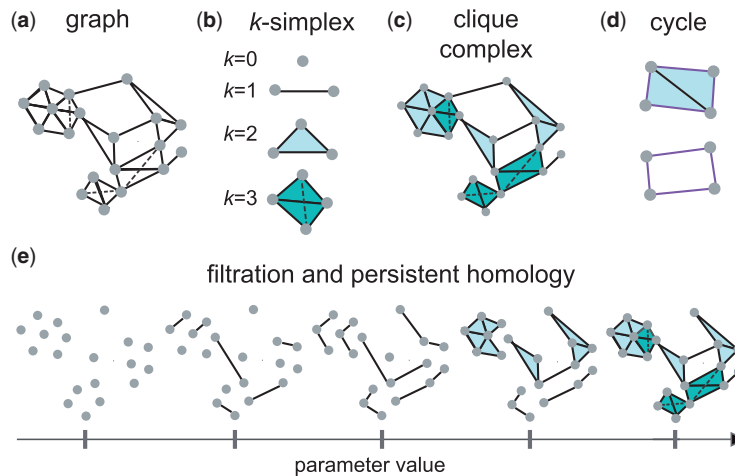 (a) graph
(b) k-simplex
k=0
k=1
k=2
k=3
(c) clique
complex
(d) cycle
(e)
filtration and persistent homology
parameter value